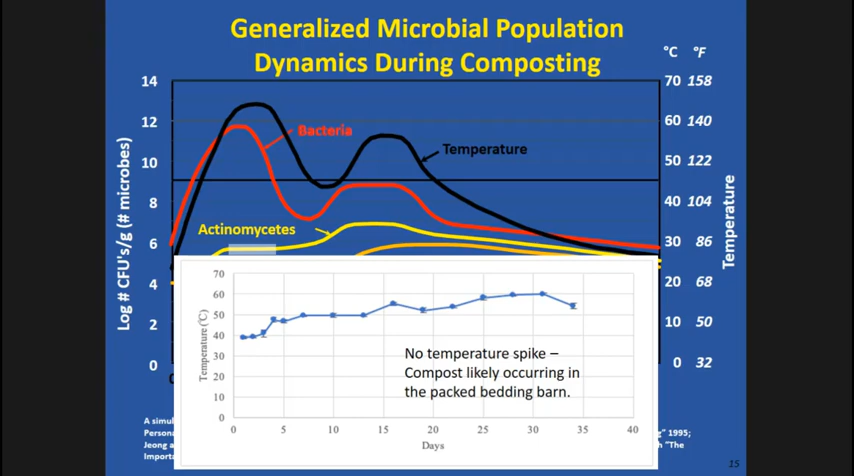 Generalized Microbial Population
Dynamics During Composting
°C °F
14 70 158
12 60 140
10 50 122
8 40 104
6 30 86
4 20 68
2 10 50
0 0 32
Log # CFU's/g (# microbes)
Temperature
Bacteria
Temperature
Actinomycetes
70
60
50
40
30
20
10
0
Temperature (°C)
0 5 10 15 20 25 30 35 40
Days
No temperature spike –
Compost likely occurring in
the packed bedding barn.
0
A simul
Persona
Jeong a
Importa
g" 1995;
"The
15